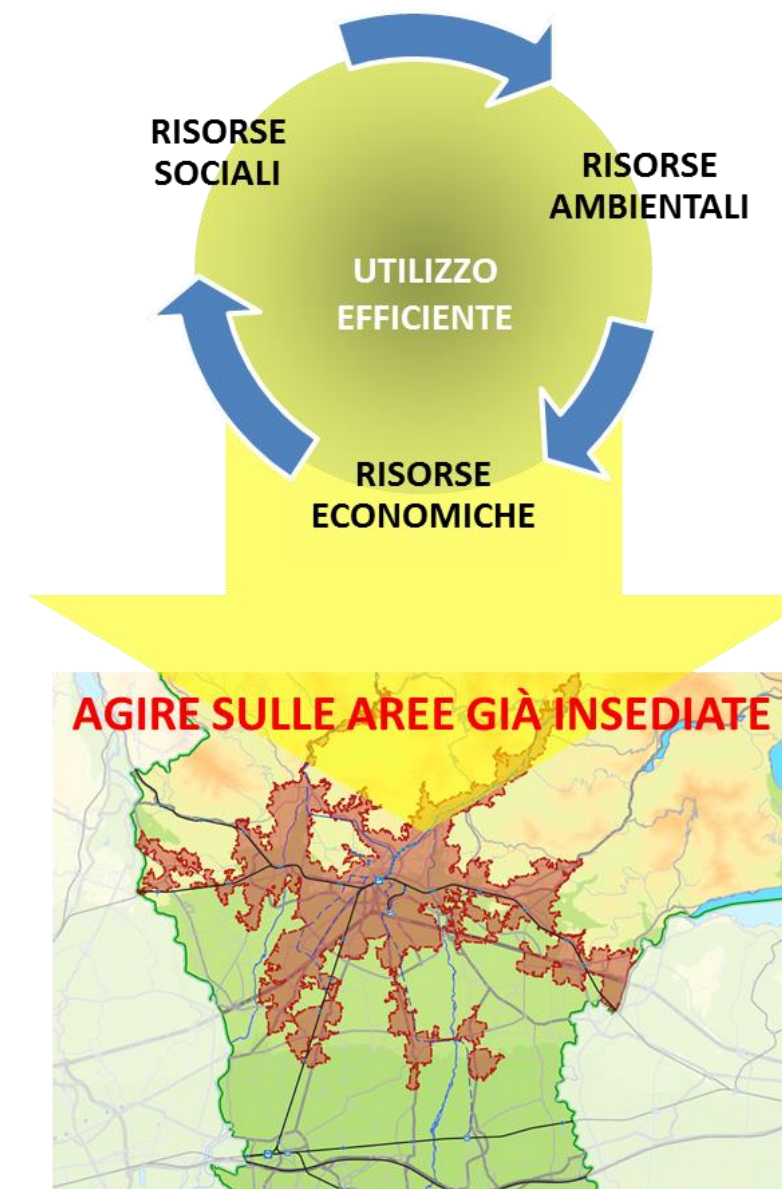 RISORSE
SOCIALI
RISORSE
AMBIENTALI
UTILIZZO
EFFICIENTE
RISORSE
ECONOMICHE
AGIRE SULLE AREE GIÀ INSEDIATE